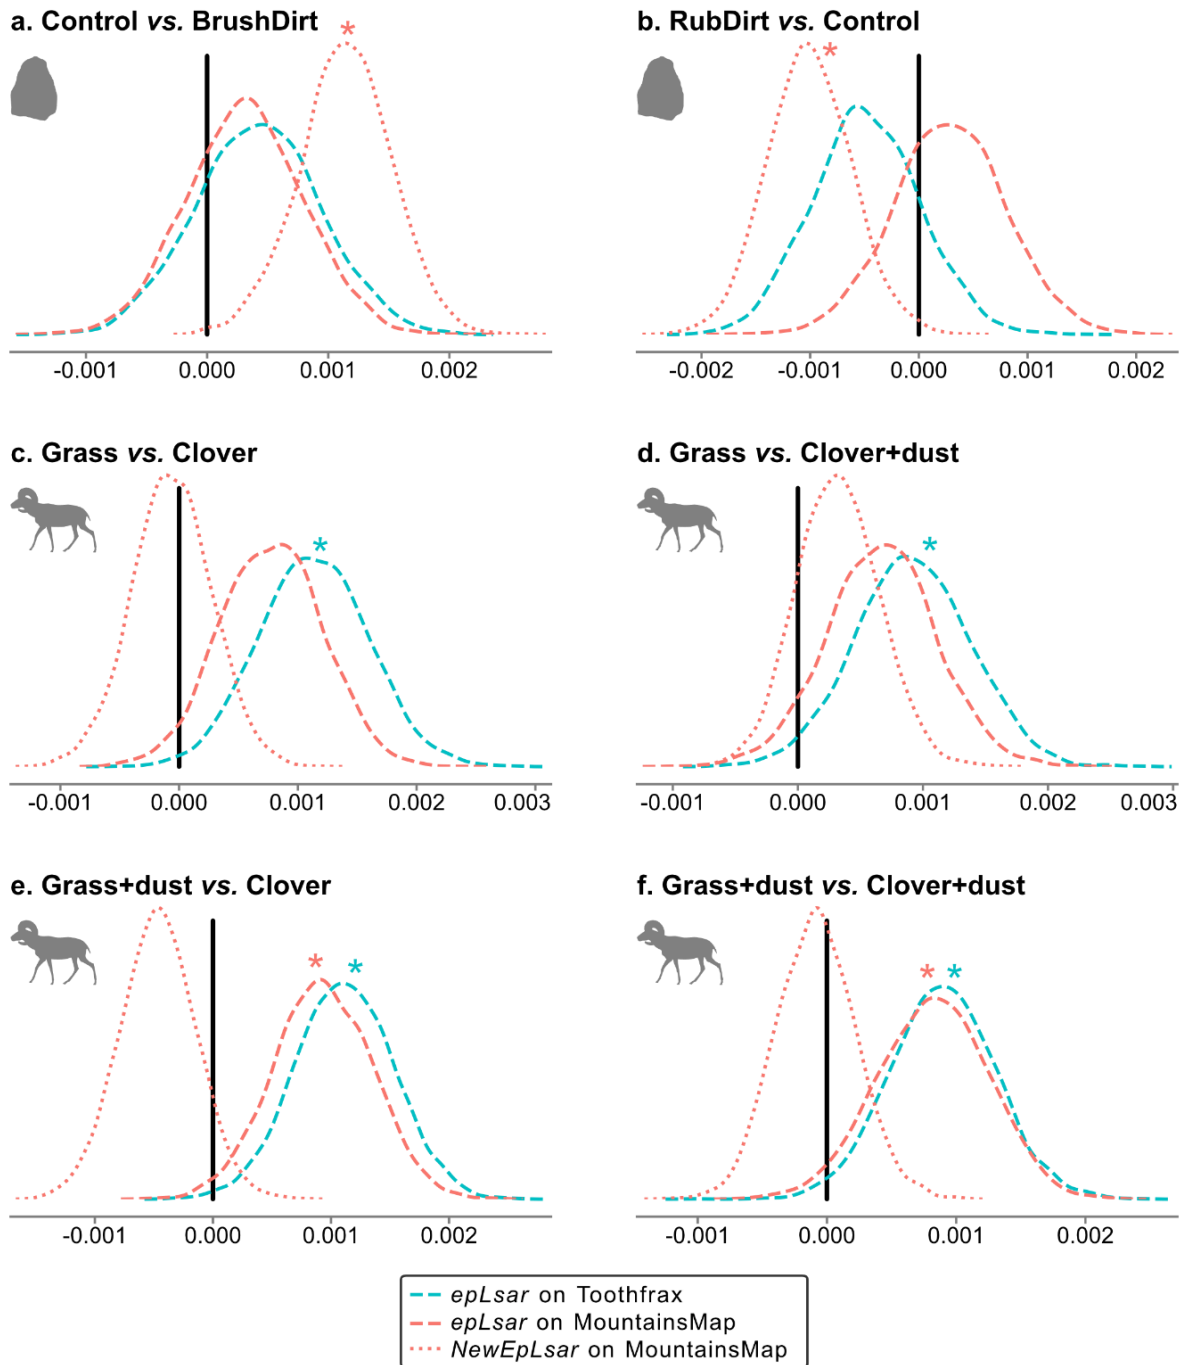 a. Control vs. BrushDirt
*
-0.001 0.000 0.001 0.002
b. RubDirt vs. Control
*
-0.002 -0.001 0.000 0.001 0.002
c. Grass vs. Clover
*
-0.001 0.000 0.001 0.002 0.003
d. Grass vs. Clover+dust
*
-0.001 0.000 0.001 0.002 0.003
e. Grass+dust vs. Clover
* *
-0.001 0.000 0.001 0.002
f. Grass+dust vs. Clover+dust
* *
-0.001 0.000 0.001 0.002
epLsar on Toothfrax
epLsar on MountainsMap
NewEpLsar on MountainsMap